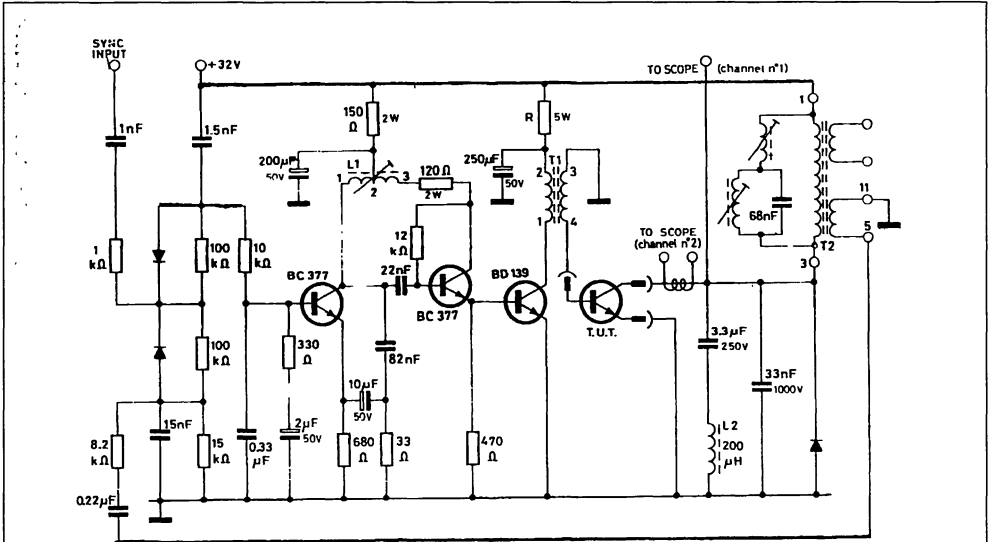 SYNC
INPUT
+32V
TO SCOPE (channel n°1)
1
150
Ω
2W
R
5W
1nF
1.5nF
200µF
50V
L1
1
2
3
120Ω
2W
250µF
50V
T1
2
3
1
4
68nF
11
5
T2
3
TO SCOPE
(channel n°2)
12
kΩ
1
kΩ
100
kΩ
10
kΩ
BC 377
22nF
BC 377
BD 139
T.U.T.
100
kΩ
330
Ω
82nF
3.3µF
250V
33nF
1000V
10µF
50V
8.2
kΩ
15nF
15
kΩ
0.33
µF
2µF
50V
680
Ω
33
Ω
470
Ω
L2
200
µH
0.22µF